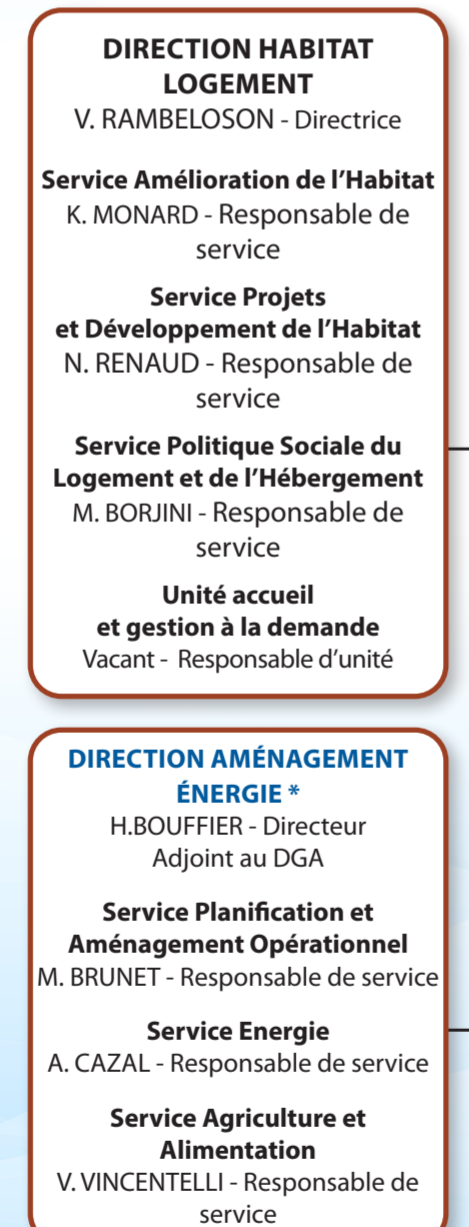 DIRECTION HABITAT
LOGEMENT
V. RAMBELOSON - Directrice
Service Amélioration de l’Habitat
K. MONARD - Responsable de
service
Service Projets
et Développement de l’Habitat
N. RENAUD - Responsable de
service
Service Politique Sociale du
Logement et de l’Hébergement
M. BORJINI - Responsable de
service
Unité accueil
et gestion à la demande
Vacant - Responsable d’unité
DIRECTION AMÉNAGEMENT
ÉNERGIE *
H.BOUFFIER - Directeur
Adjoint au DGA
Service Planification et
Aménagement Opérationnel
M. BRUNET - Responsable de service
Service Energie
A. CAZAL - Responsable de service
Service Agriculture et
Alimentation
V. VINCENTELLI - Responsable de
service